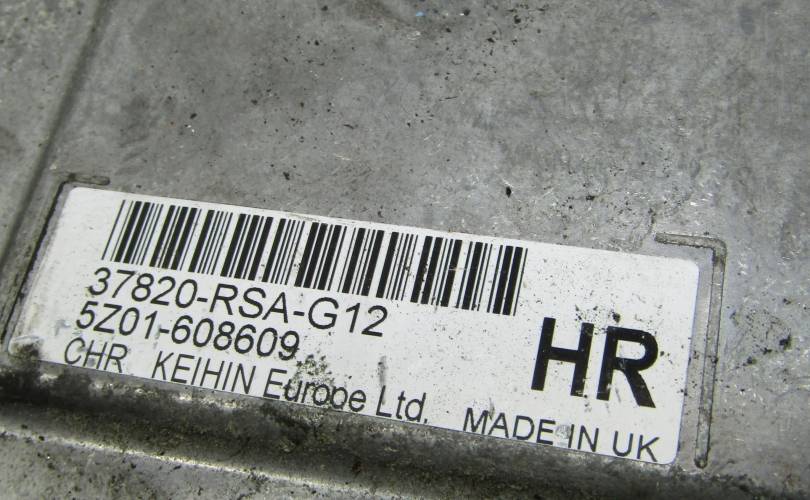 37820-RSA-G12
5Z01-608609
HR
CHR KEIHIN Europe Ltd. MADE IN UK